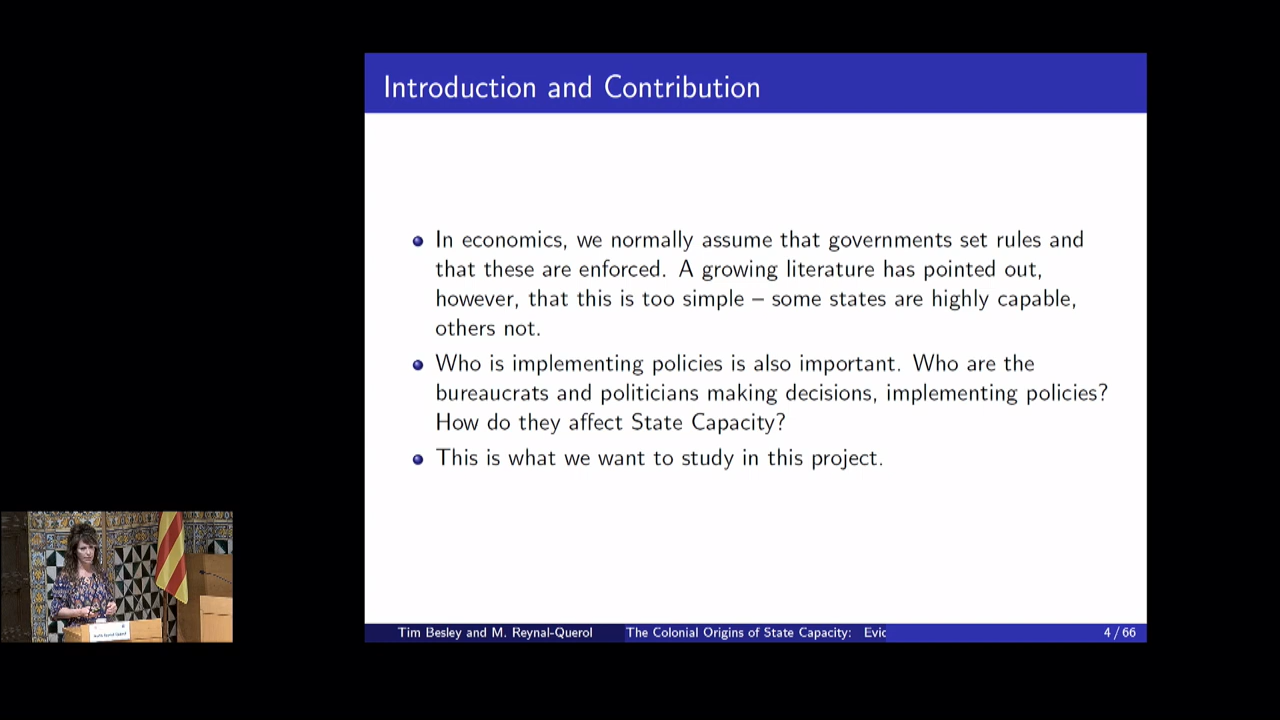 Introduction and Contribution
In economics, we normally assume that governments set rules and
that these are enforced. A growing literature has pointed out,
however, that this is too simple – some states are highly capable,
others not.
Who is implementing policies is also important. Who are the
bureaucrats and politicians making decisions, implementing policies?
How do they affect State Capacity?
This is what we want to study in this project.
Tim Besley and M. Reynal-Querol
The Colonial Origins of State Capacity: Evic
4 / 66